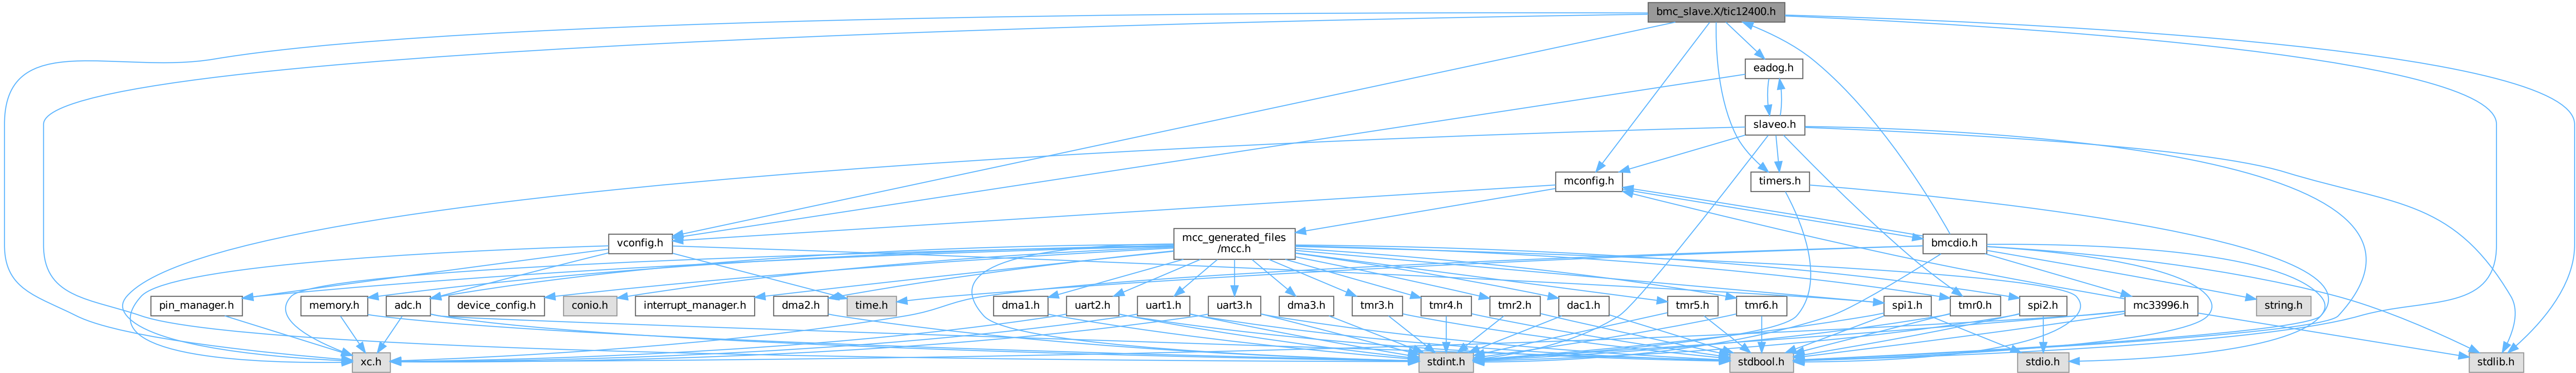 bmc_slave.X/tic12400.h
eadog.h
slaveo.h
mconfig.h
timers.h
vconfig.h
mcc_generated_files
/mcc.h
bmcdio.h
pin_manager.h
memory.h
adc.h
device_config.h
conio.h
interrupt_manager.h
dma2.h
time.h
dma1.h
uart2.h
uart1.h
uart3.h
dma3.h
tmr3.h
tmr4.h
tmr2.h
dac1.h
tmr5.h
tmr6.h
spi1.h
tmr0.h
spi2.h
mc33996.h
string.h
xc.h
stdint.h
stdbool.h
stdio.h
stdlib.h